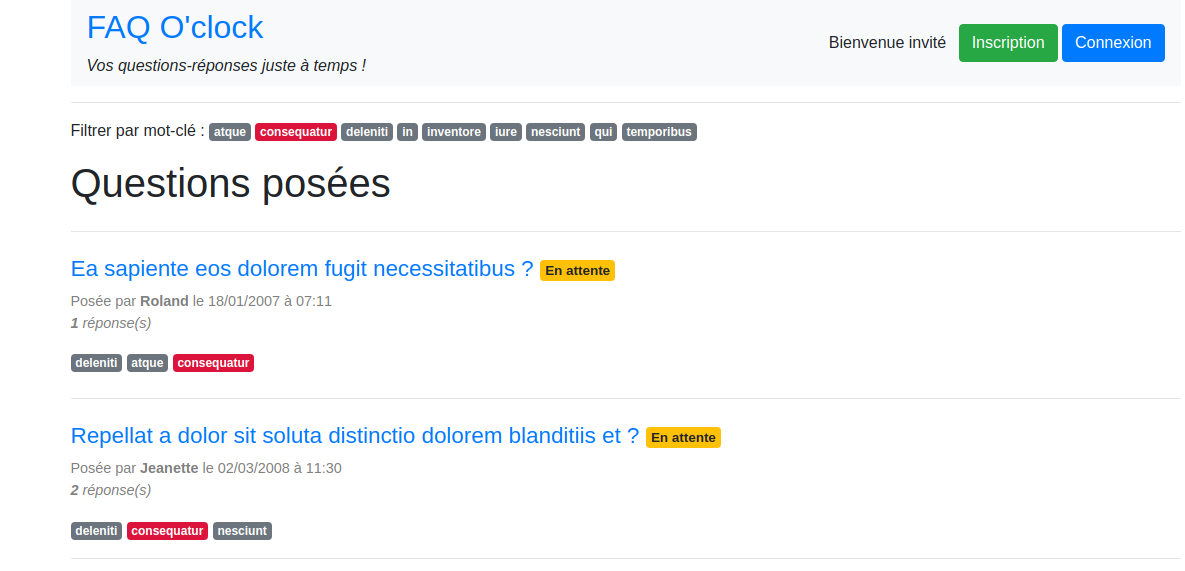 FAQ O'clock
Vos questions-réponses juste à temps !
Bienvenue invité Inscription Connexion
Filtrer par mot-clé : atque consequatur deleniti in inventore iure nesciunt qui temporibus
Questions posées
Ea sapiente eos dolorem fugit necessitatibus ? En attente
Posée par Roland le 18/01/2007 à 07:11
1 réponse(s)
deleniti atque consequatur
Repellat a dolor sit soluta distinctio dolorem blanditiis et ? En attente
Posée par Jeanette le 02/03/2008 à 11:30
2 réponse(s)
deleniti consequatur nesciunt